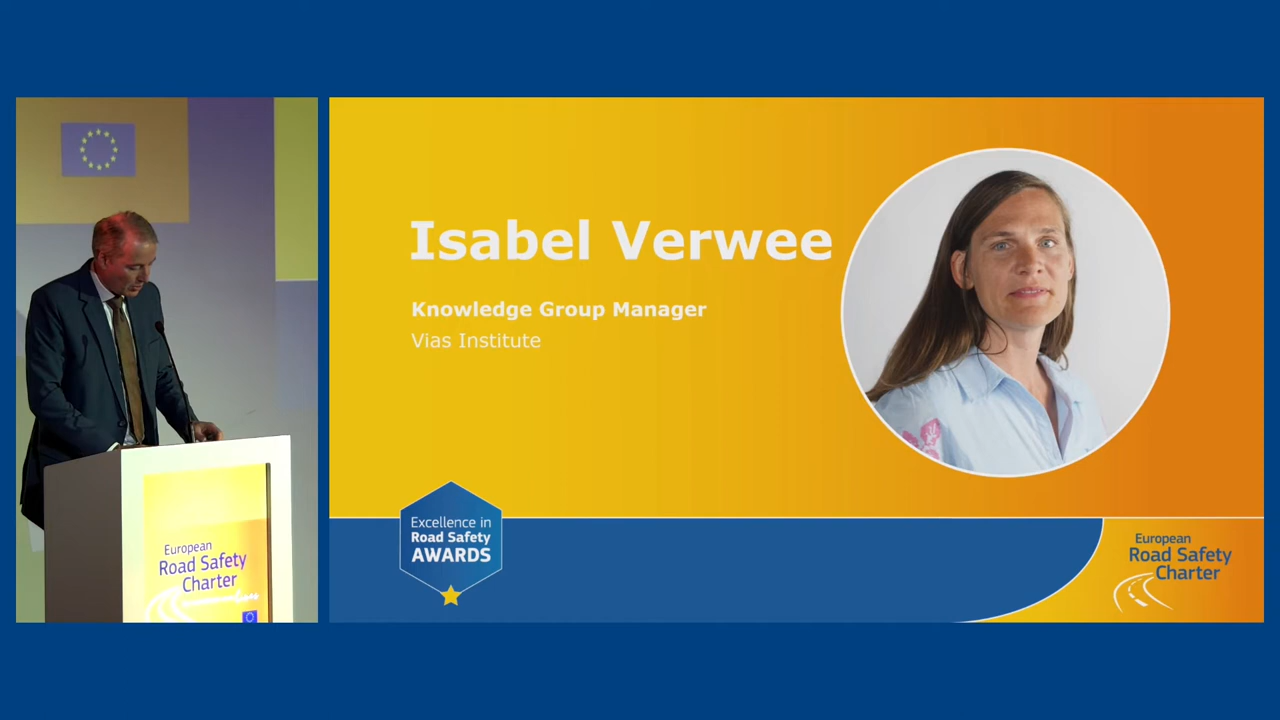 Isabel Verwee
Knowledge Group Manager
Vias Institute
Excellence in
Road Safety
AWARDS
European
Road Safety
Charter
European
Road Safety
Charter